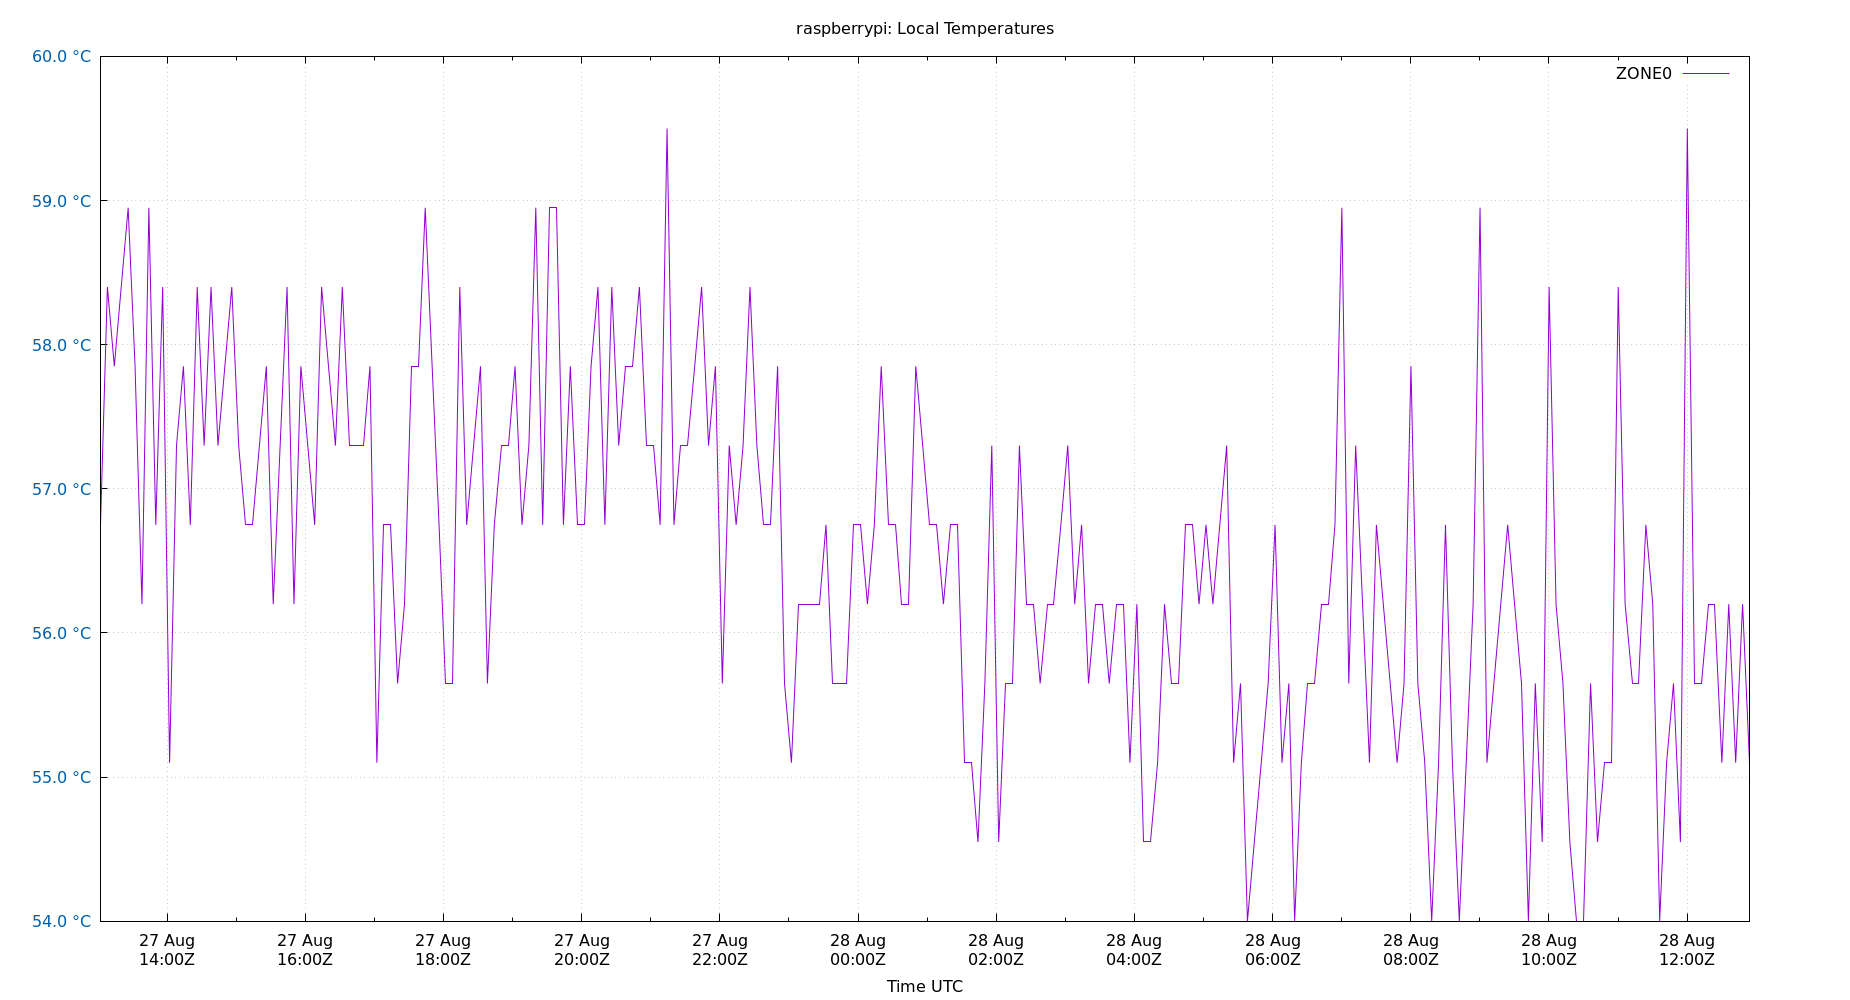 raspberrypi: Local Temperatures
60.0 °C
ZONE0
59.0 °C
58.0 °C
57.0 °C
56.0 °C
55.0 °C
54.0 °C
27 Aug 27 Aug 27 Aug 27 Aug 27 Aug 28 Aug 28 Aug 28 Aug 28 Aug 28 Aug 28 Aug 28 Aug
14:00Z 16:00Z 18:00Z 20:00Z 22:00Z 00:00Z 02:00Z 04:00Z 06:00Z 08:00Z 10:00Z 12:00Z
Time UTC